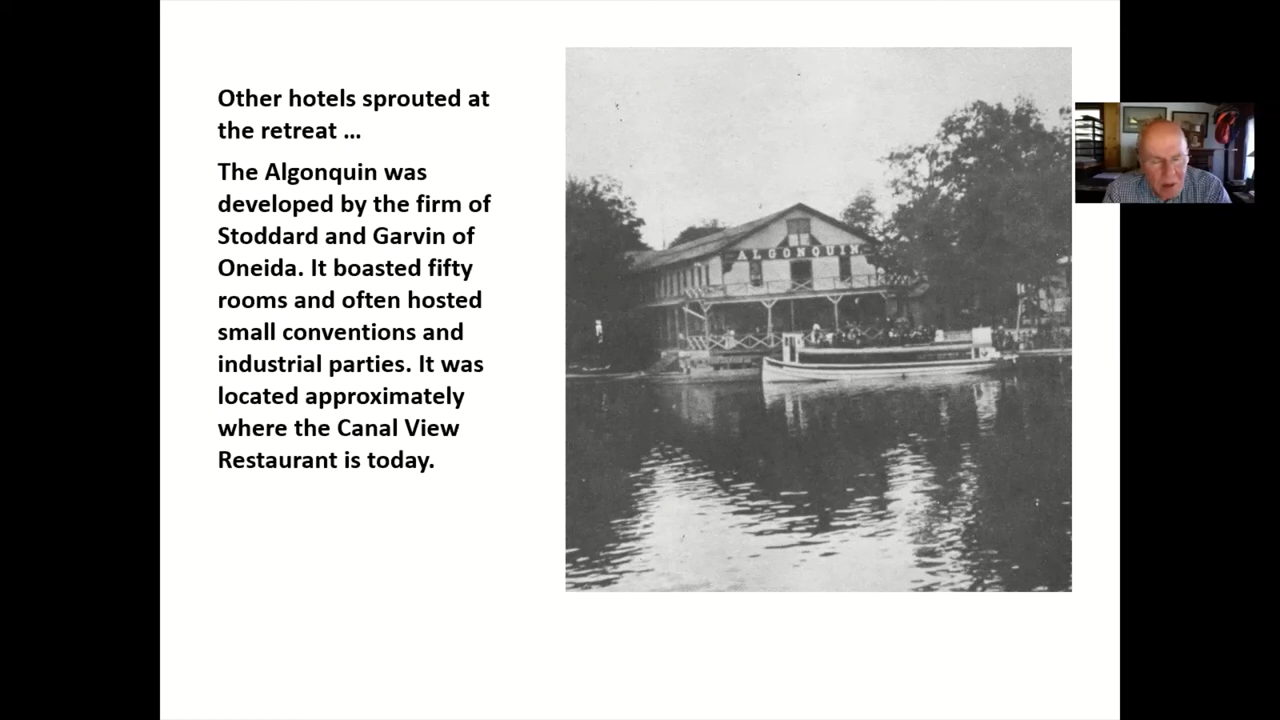 Other hotels sprouted at
the retreat …
The Algonquin was
developed by the firm of
Stoddard and Garvin of
Oneida. It boasted fifty
rooms and often hosted
small conventions and
industrial parties. It was
located approximately
where the Canal View
Restaurant is today.
ALGONQUIN